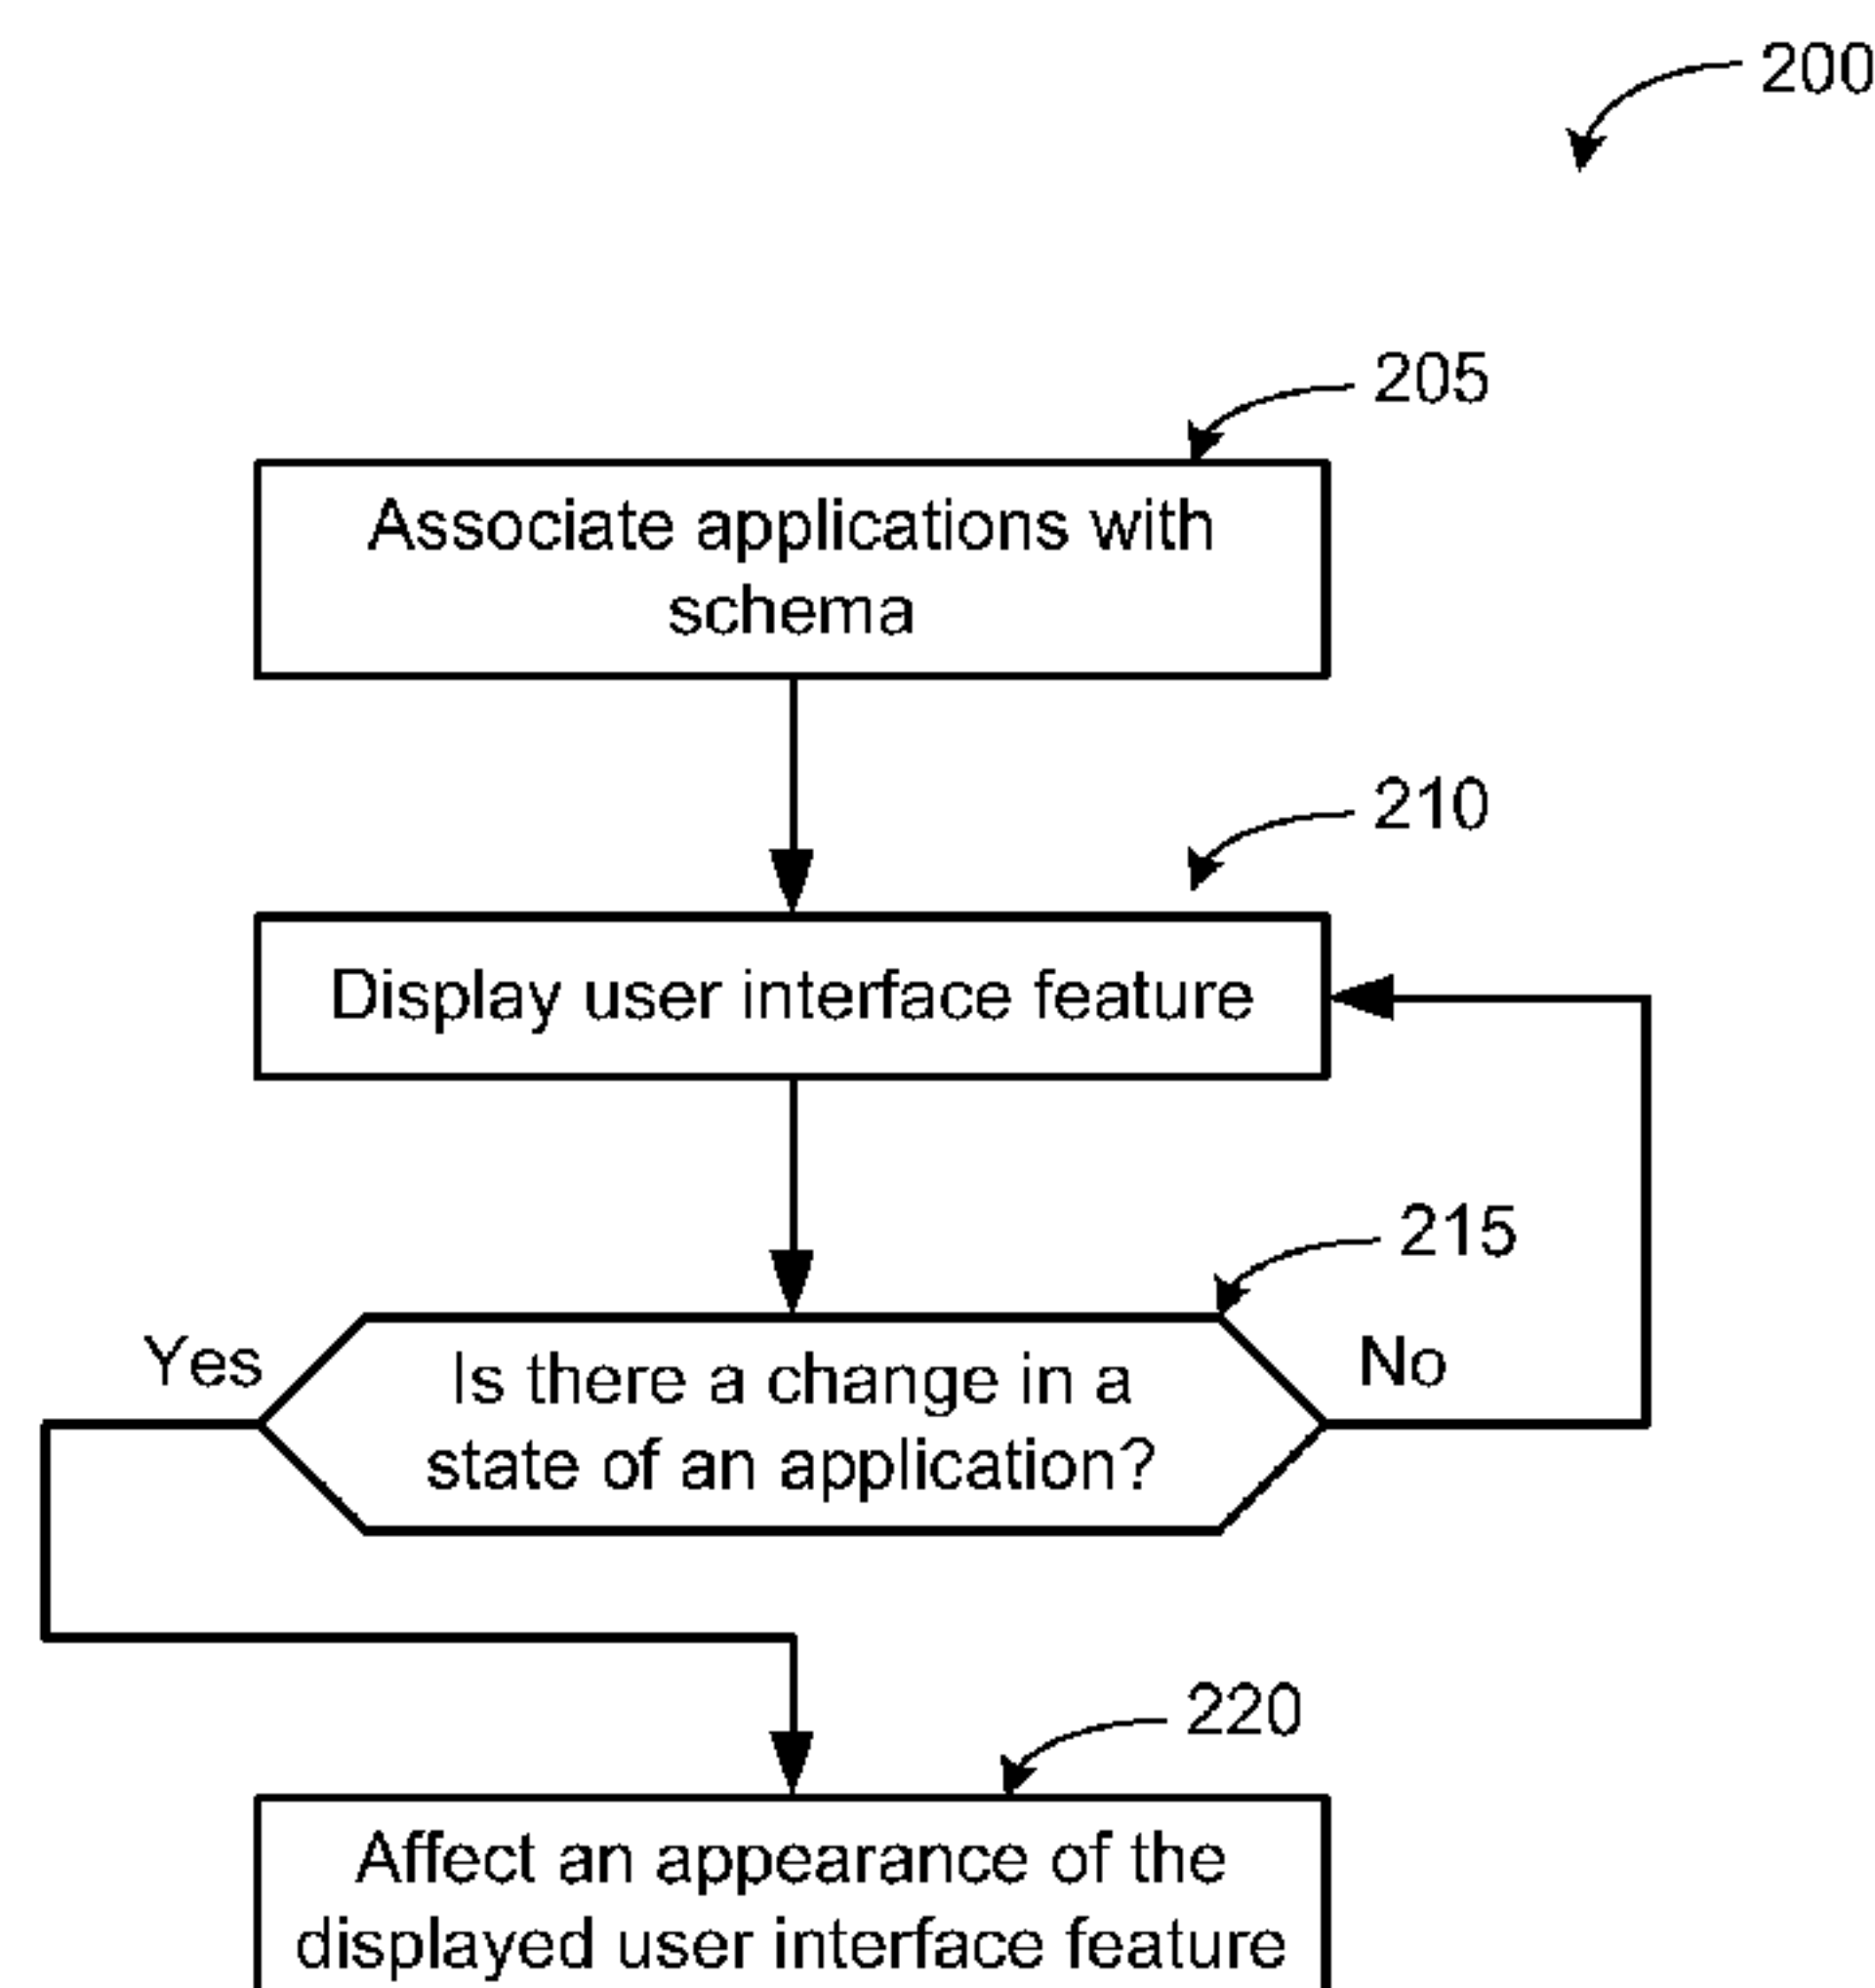 200
205
Associate applications with
schema
210
Display user interface feature
215
Yes
No
Is there a change in a
state of an application?
220
Affect an appearance of the
displayed user interface feature